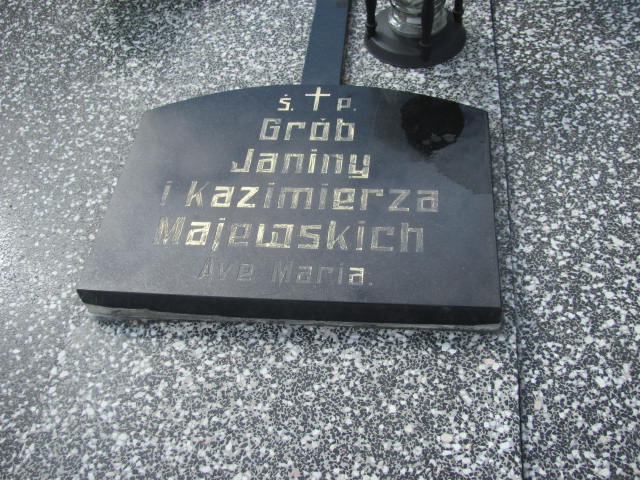 ś. † p.
Grób
Janiny
i Kazimierza
Majewskich
Ave Maria.